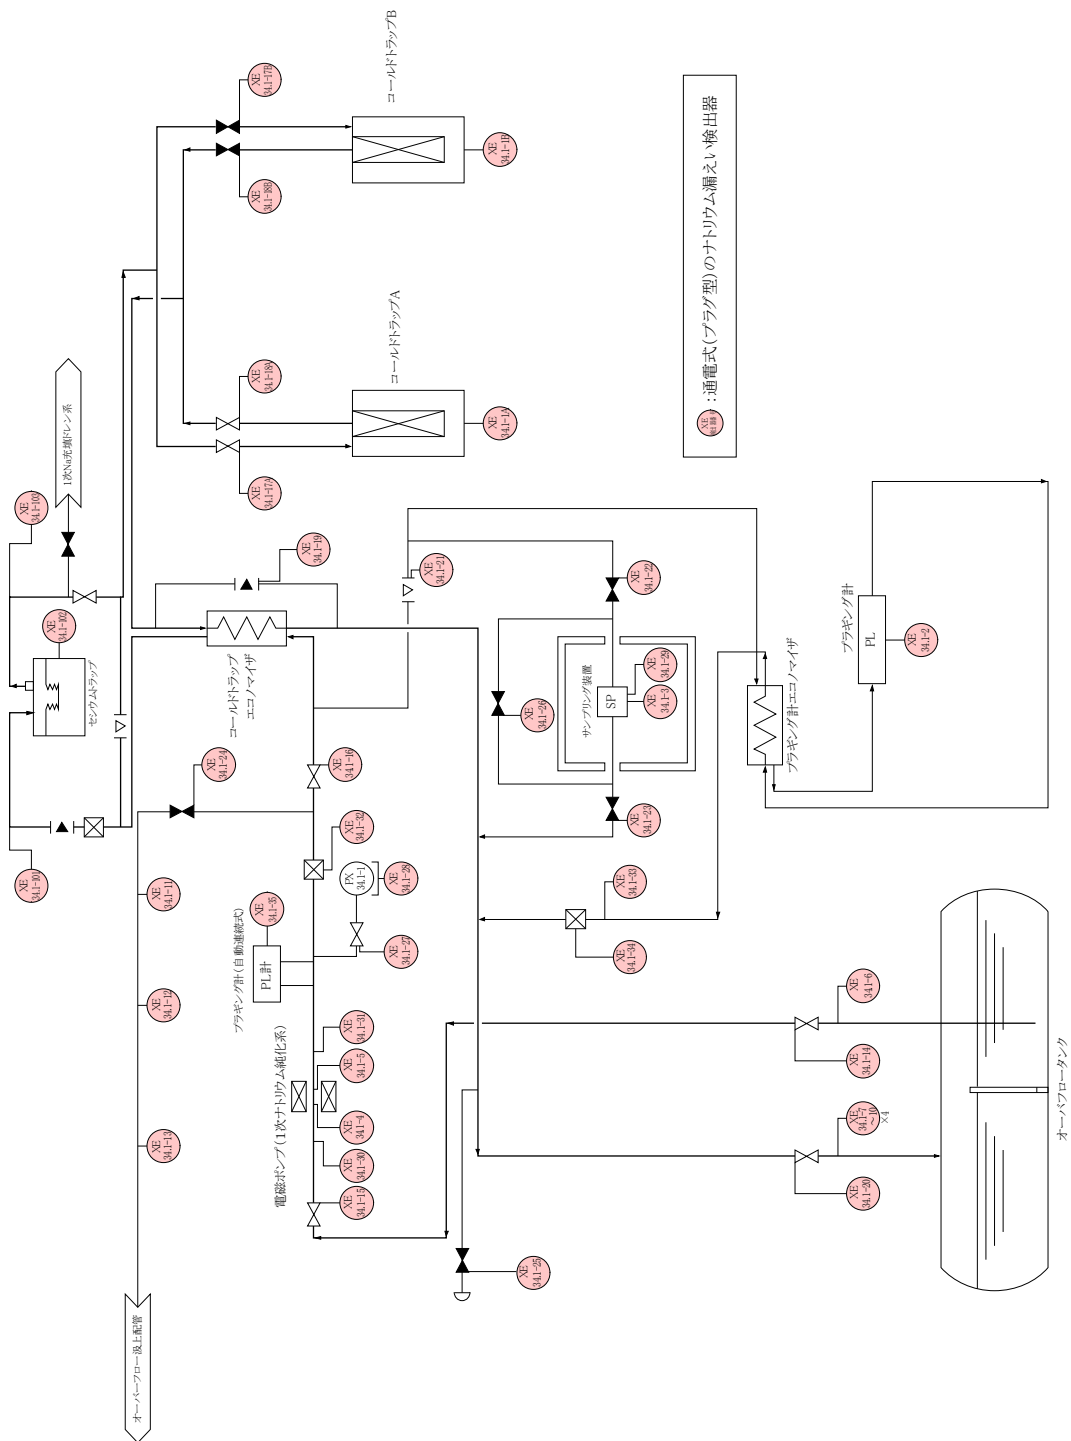 XE
34.1-17B
XE
34.1-18B
コールドトラップB
XE
34.1-1B
XE
34.1-18A
XE
34.1-17A
コールドトラップA
XE
34.1-1A
:通電式(プラグ型)のナトリウム漏えい検出器
XE
1次Na充填ドレン系
XE
34.1-103
XE
34.1-102
セシウムトラップ
XE
34.1-101
XE
34.1-19
コールドトラップ
エコノマイザ
XE
34.1-21
XE
34.1-22
XE
34.1-26
サンプリング装置
SP
XE
34.1-29
XE
34.1-3
XE
34.1-23
プラギング計
PL
XE
34.1-2
プラギング計エコノマイザ
XE
34.1-24
XE
34.1-16
XE
34.1-32
PX
34.1-1
XE
34.1-28
XE
34.1-27
XE
34.1-33
XE
34.1-34
XE
34.1-11
XE
34.1-12
XE
34.1-13
プラギング計(自動連続式)
PL計
XE
34.1-35
電磁ポンプ(1次ナトリウム純化系)
XE
34.1-31
XE
34.1-5
XE
34.1-4
XE
34.1-30
XE
34.1-15
XE
34.1-25
XE
34.1-6
XE
34.1-14
XE
34.1-7
~10
×4
XE
34.1-20
オーバフロータンク
オーバーフロー汲上配管